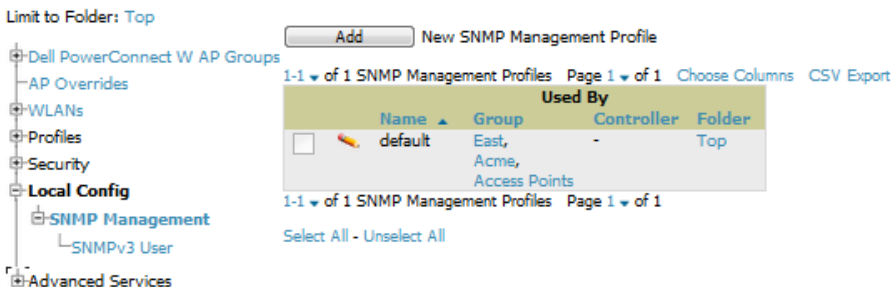 Limit to Folder: Top
Dell PowerConnect W AP Groups
AP Overrides
WLANs
Profiles
Security
Local Config
SNMP Management
SNMPv3 User
Advanced Services
Add New SNMP Management Profile
1-1 of 1 SNMP Management Profiles Page 1 of 1 Choose Columns CSV Export
Used By
Name Group Controller Folder
default East, - Top
Acme,
Access Points
1-1 of 1 SNMP Management Profiles Page 1 of 1
Select All - Unselect All